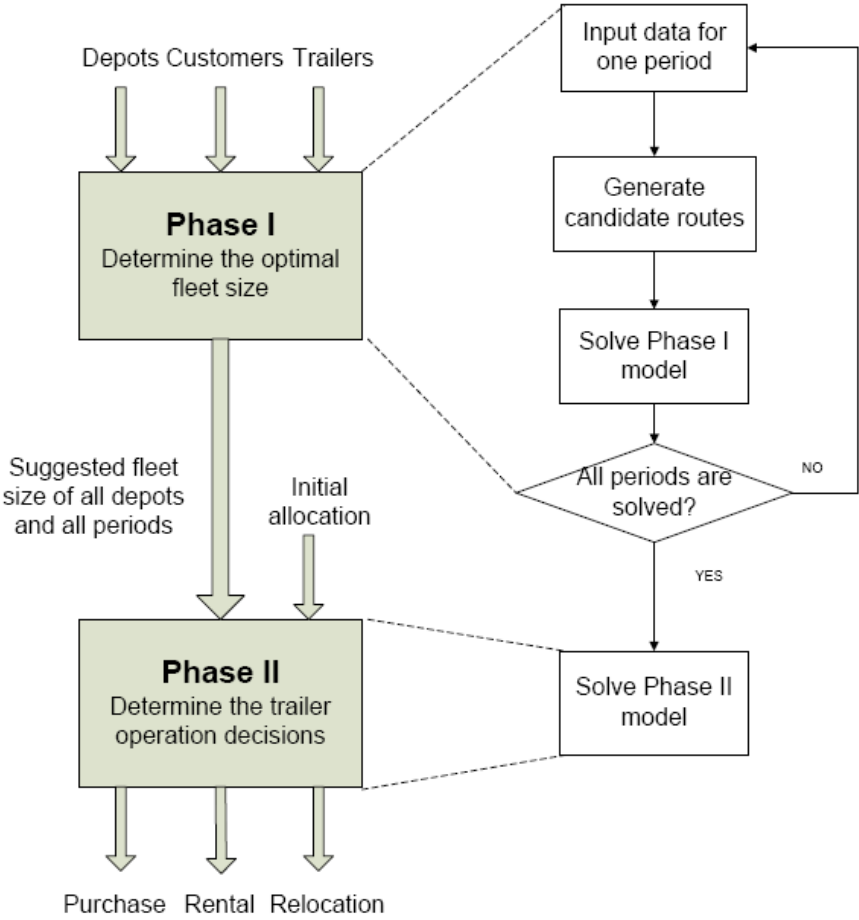 Depots Customers Trailers
Phase I
Determine the optimal
fleet size
Suggested fleet
size of all depots
and all periods
Initial
allocation
Phase II
Determine the trailer
operation decisions
Purchase Rental Relocation
Input data for
one period
Generate
candidate routes
Solve Phase I
model
All periods are
solved?
NO
YES
Solve Phase II
model